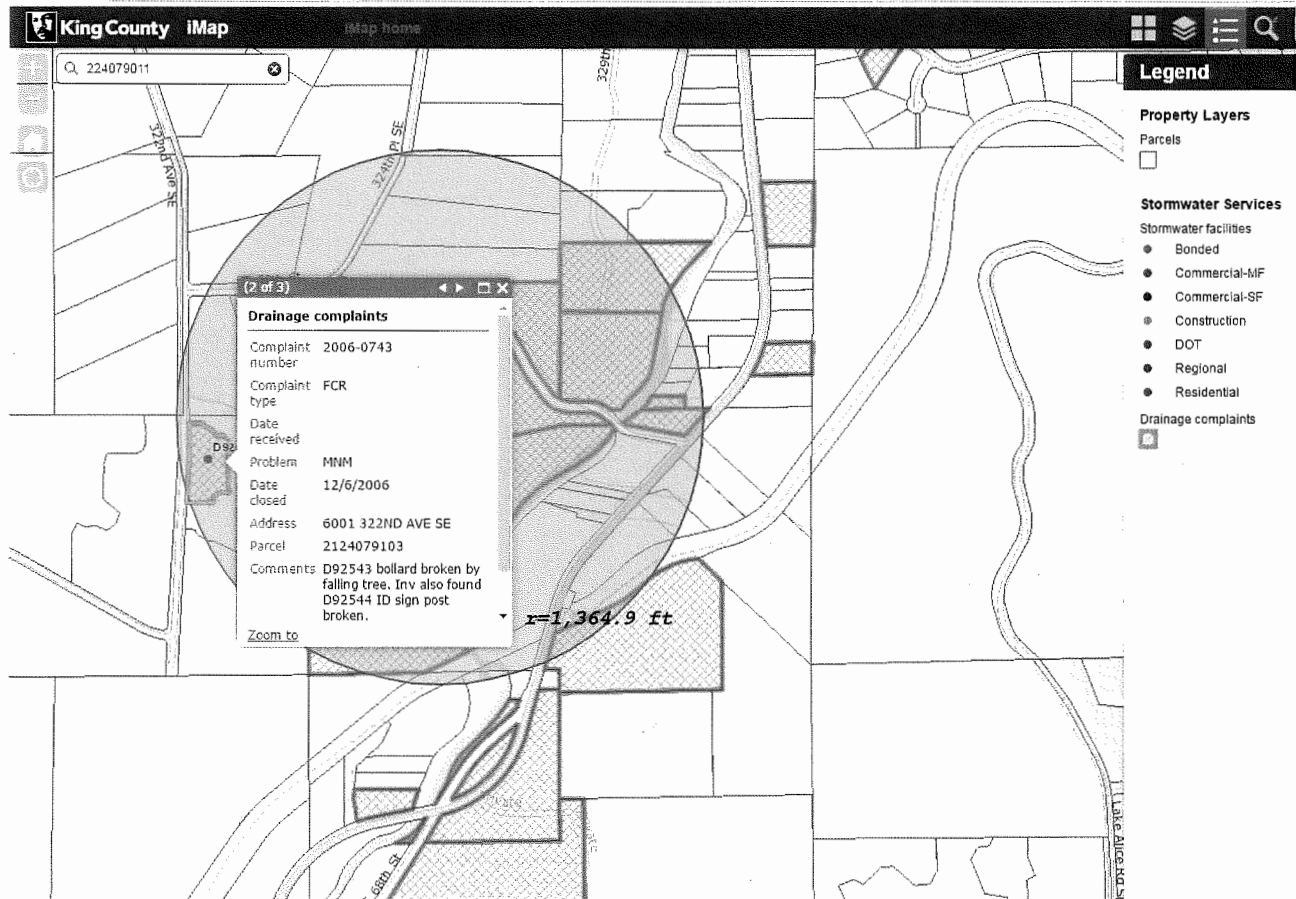 King County iMap
iMap home
224079011
329th
322nd Ave SE
324th Pl SE
Legend
Property Layers
Parcels
Stormwater Services
Stormwater facilities
Bonded
Commercial-MF
Commercial-SF
Construction
DOT
Regional
Residential
Drainage complaints
(2 of 3)
Drainage complaints
Complaint number 2006-0743
Complaint type FCR
Date received
Problem MNM
Date closed 12/6/2006
Address 6001 322ND AVE SE
Parcel 2124079103
Comments D92543 bollard broken by
falling tree. Inv also found
D92544 ID sign post
broken.
Zoom to
D92
r=1,364.9 ft
68th St
Lake Alice Rd S